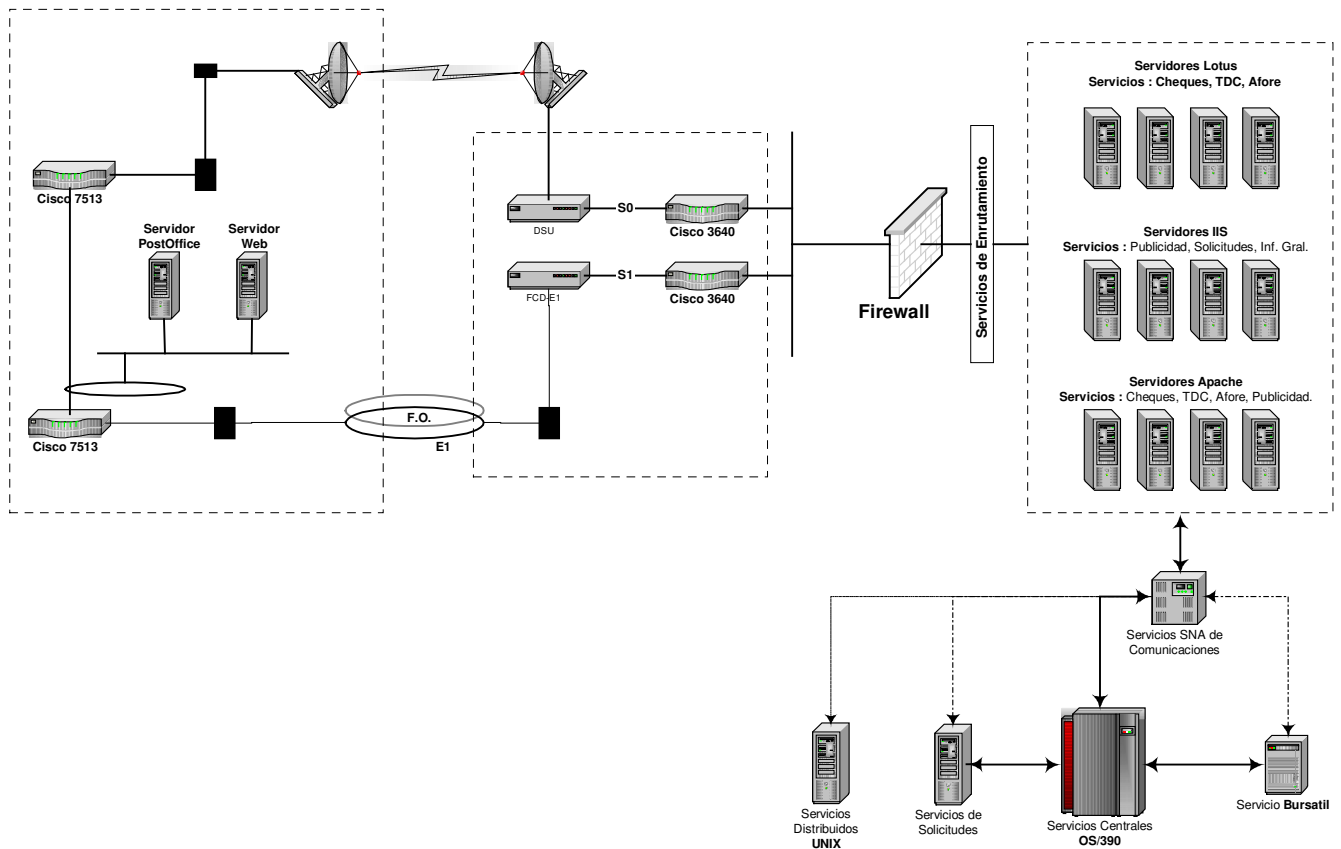 Cisco 7513
Servidor
PostOffice
Servidor
Web
Cisco 7513
F.O.
E1
DSU
S0
Cisco 3640
FCD-E1
S1
Cisco 3640
Firewall
Servicios de Enrutamiento
Servidores Lotus
Servicios : Cheques, TDC, Afore
Servidores IIS
Servicios : Publicidad, Solicitudes, Inf. Gral.
Servidores Apache
Servicios : Cheques, TDC, Afore, Publicidad.
Servicios SNA de
Comunicaciones
Servicios
Distribuidos
UNIX
Servicios de
Solicitudes
Servicios Centrales
OS/390
Servicio Bursatil